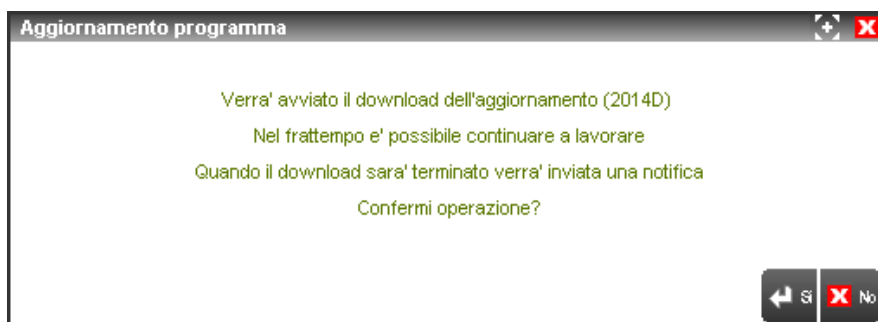 Aggiornamento programma
Verra' avviato il download dell'aggiornamento (2014D)
Nel frattempo e' possibile continuare a lavorare
Quando il download sara' terminato verra' inviata una notifica
Confermi operazione?
Si No